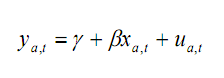 y_{a,t} = γ + βx_{a,t} + u_{a,t}